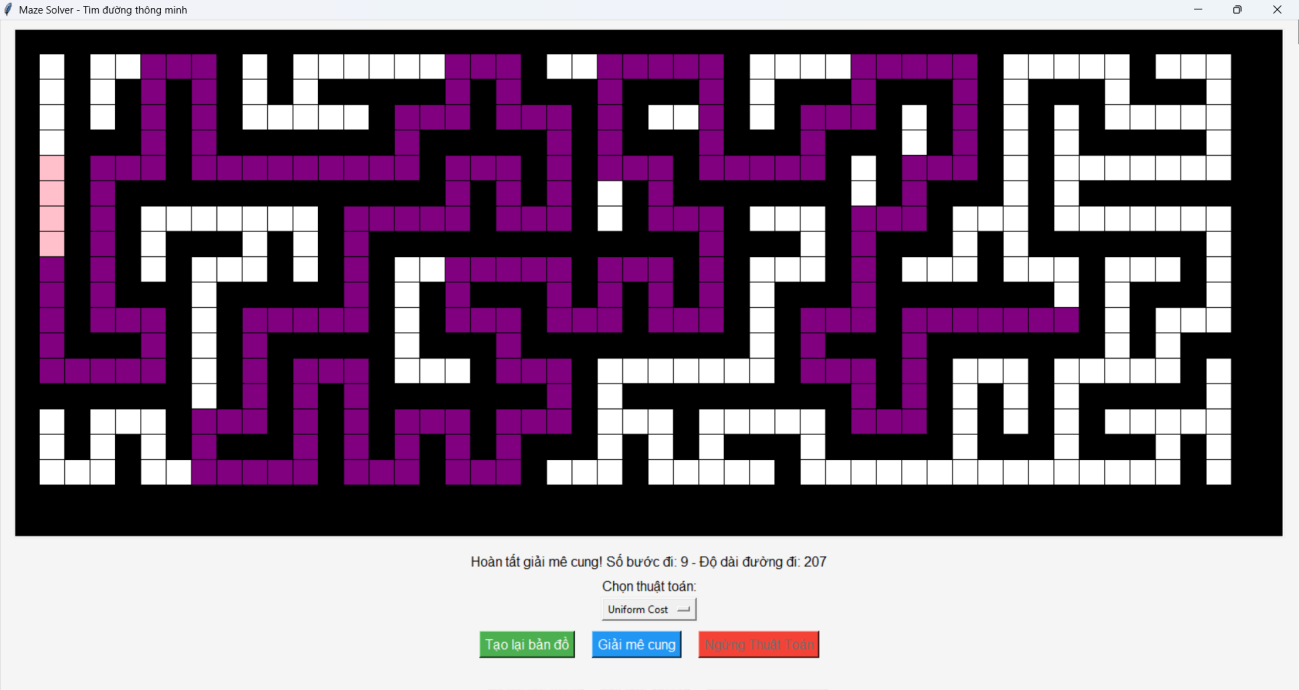 Maze Solver - Tìm đường thông minh
Hoàn tất giải mê cung! Số bước đi: 9 - Độ dài đường đi: 207
Chọn thuật toán:
Uniform Cost
Tạo lại bản đồ
Giải mê cung
Ngừng Thuật Toán